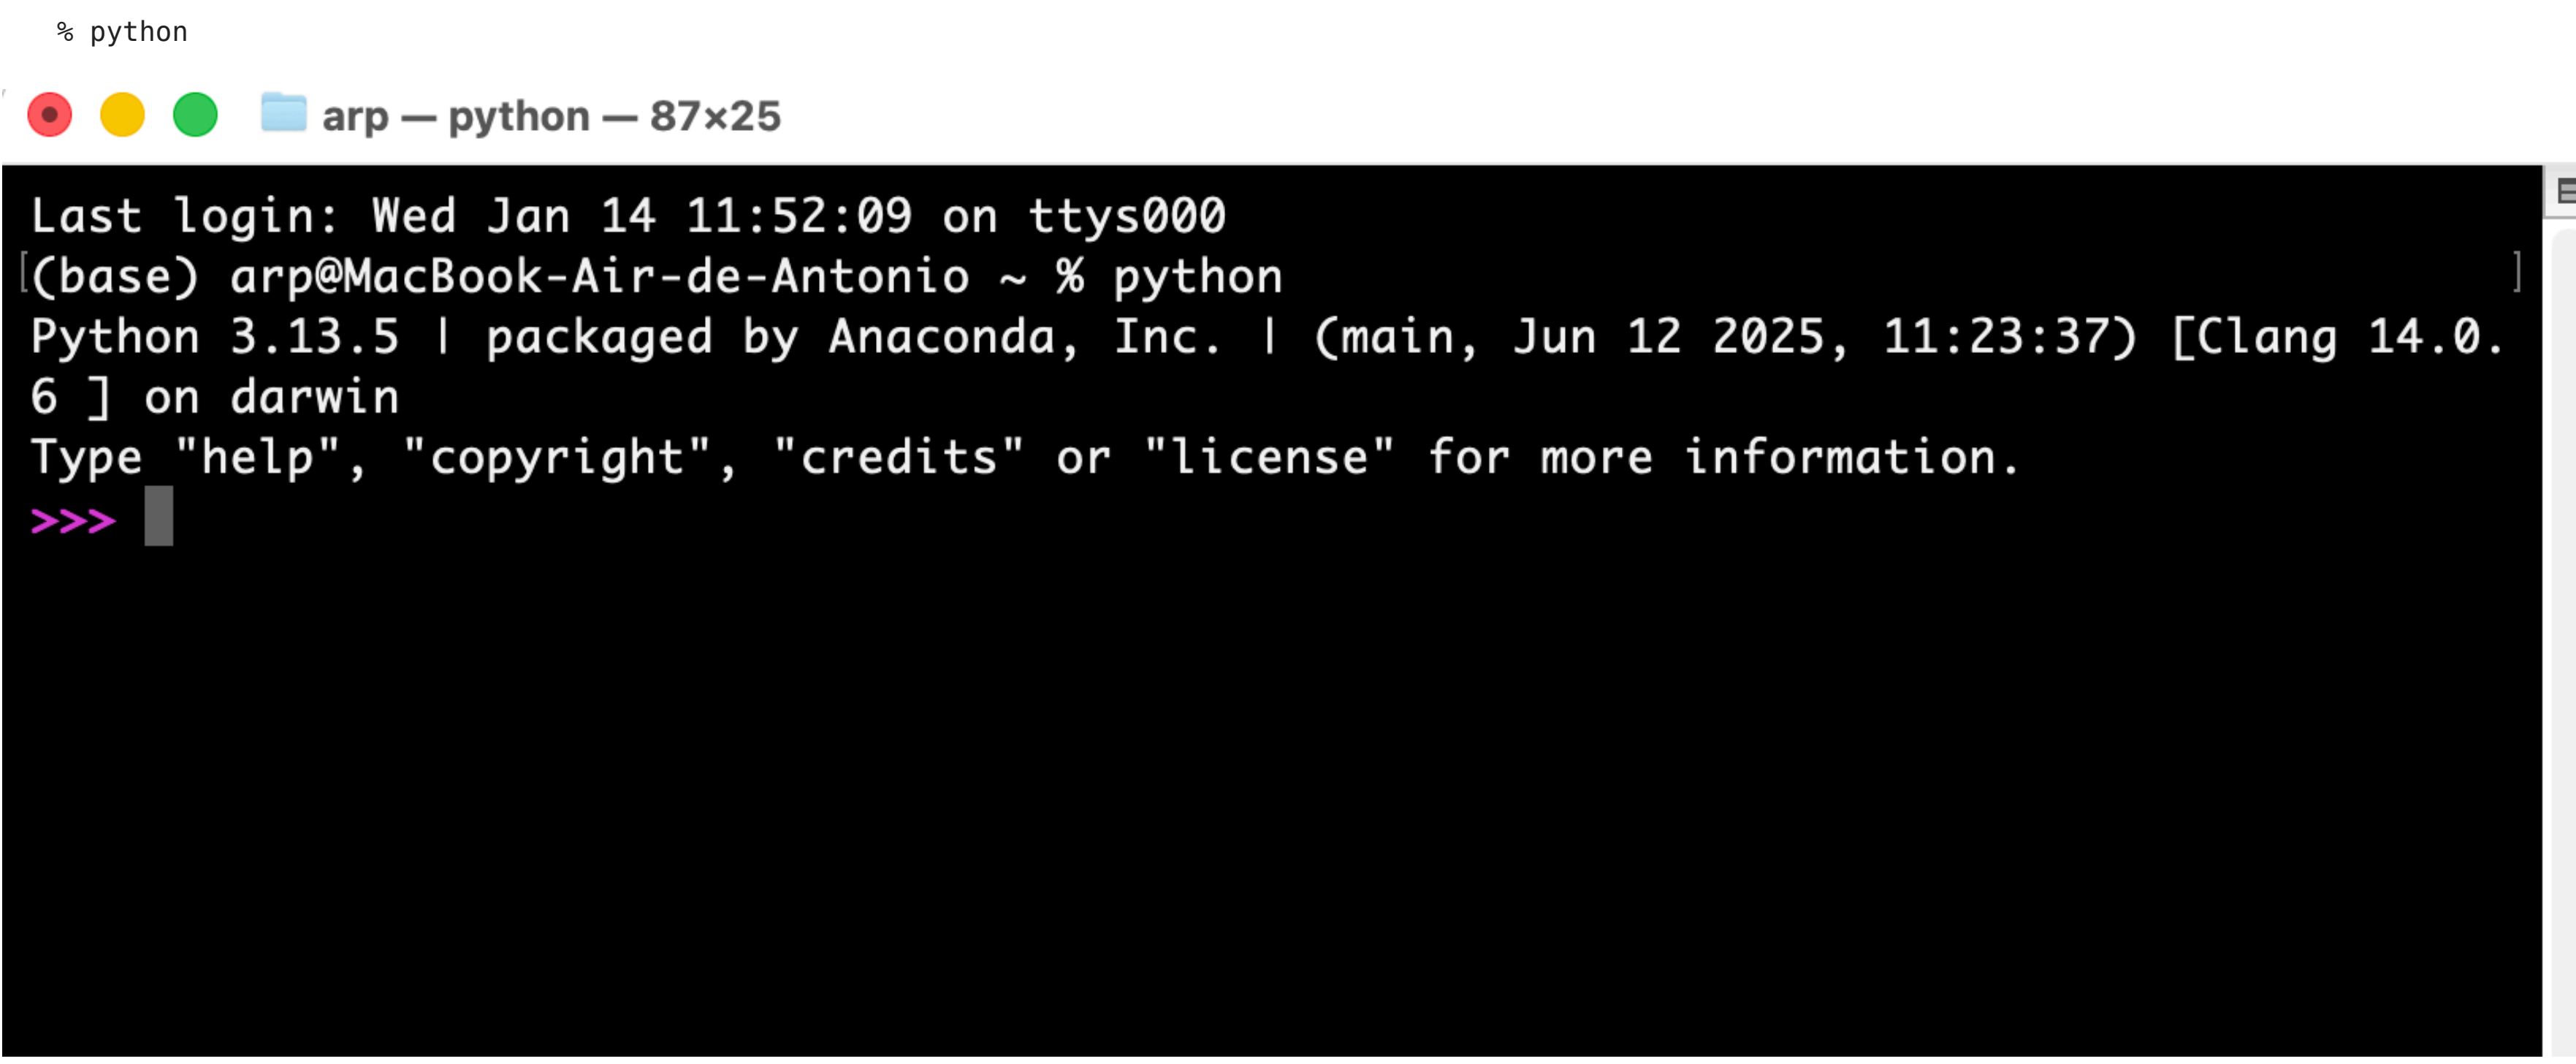 % python
arp — python — 87×25
Last login: Wed Jan 14 11:52:09 on ttys000
[(base) arp@MacBook-Air-de-Antonio ~ % python ]
Python 3.13.5 | packaged by Anaconda, Inc. | (main, Jun 12 2025, 11:23:37) [Clang 14.0.
6 ] on darwin
Type "help", "copyright", "credits" or "license" for more information.
>>>